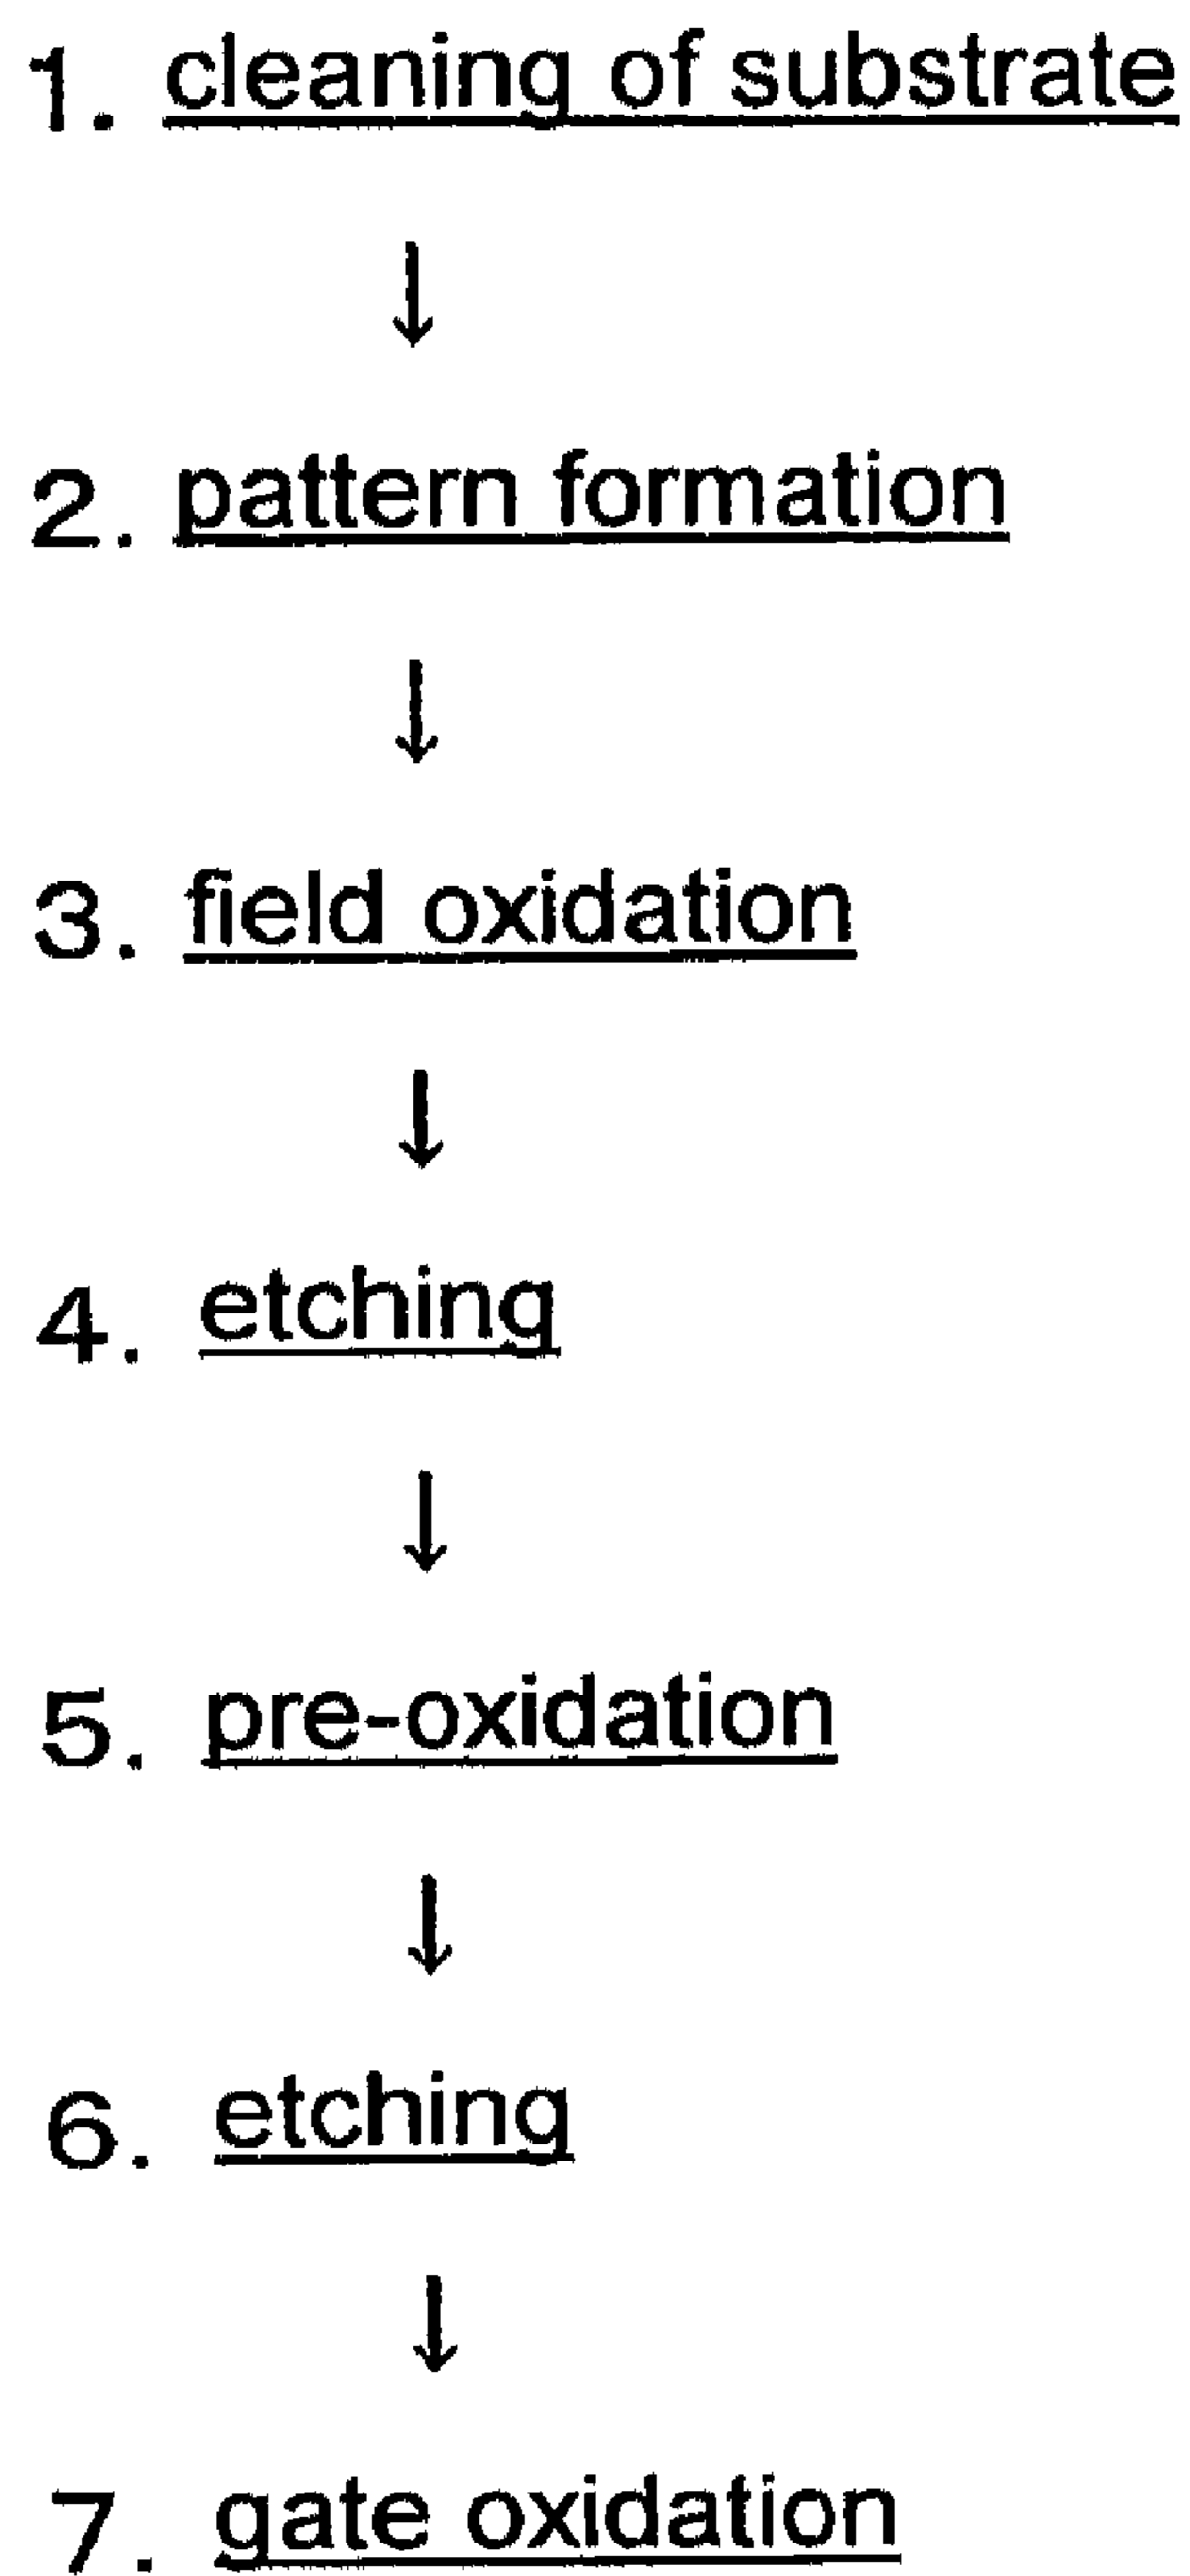 1. cleaning of substrate
↓
2. pattern formation
↓
3. field oxidation
↓
4. etching
↓
5. pre-oxidation
↓
6. etching
↓
7. gate oxidation